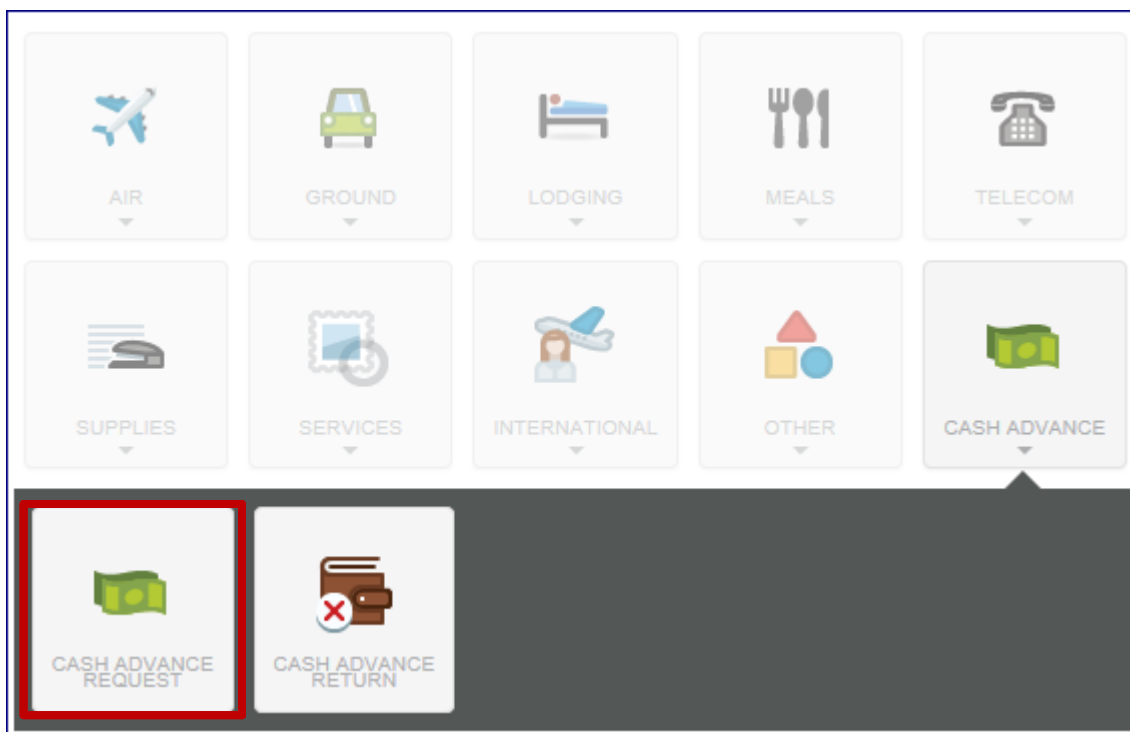 AIR
GROUND
LODGING
MEALS
TELECOM
SUPPLIES
SERVICES
INTERNATIONAL
OTHER
CASH ADVANCE
CASH ADVANCE
REQUEST
CASH ADVANCE
RETURN